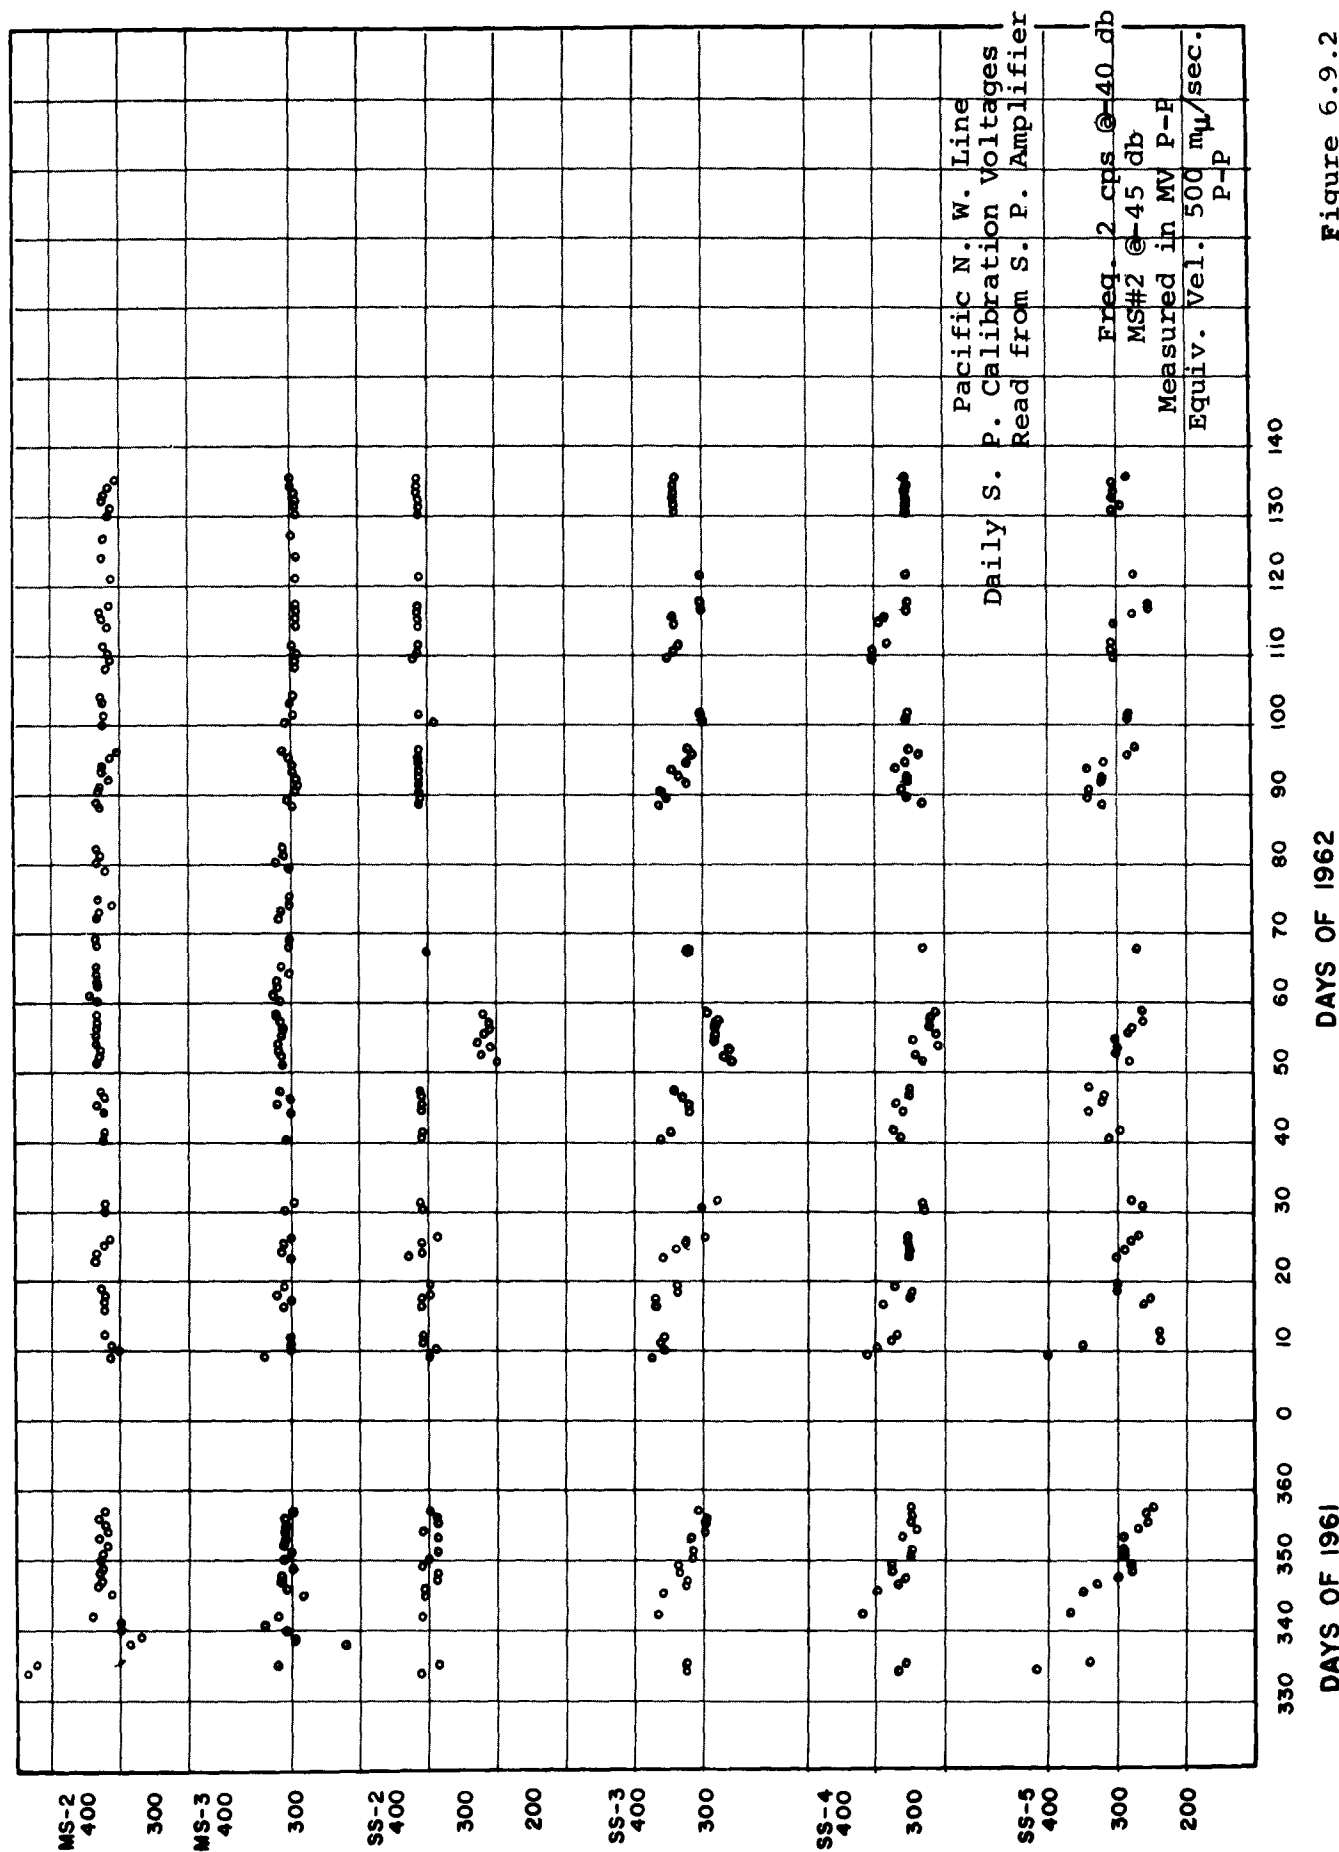 MS-2
400
300
MS-3
400
300
SS-2
400
300
200
SS-3
400
300
SS-4
400
300
SS-5
400
300
200
Pacific N. W. Line
Daily S. P. Calibration Voltages
Read from S. P. Amplifier
Freq. 2 cps @-40 db
MS#2 @-45 db
Measured in MV P-P
Equiv. Vel. 500 mμ/sec.
P-P
330 340 350 360 0 10 20 30 40 50 60 70 80 90 100 110 120 130 140
DAYS OF 1961 DAYS OF 1962
Figure 6.9.2